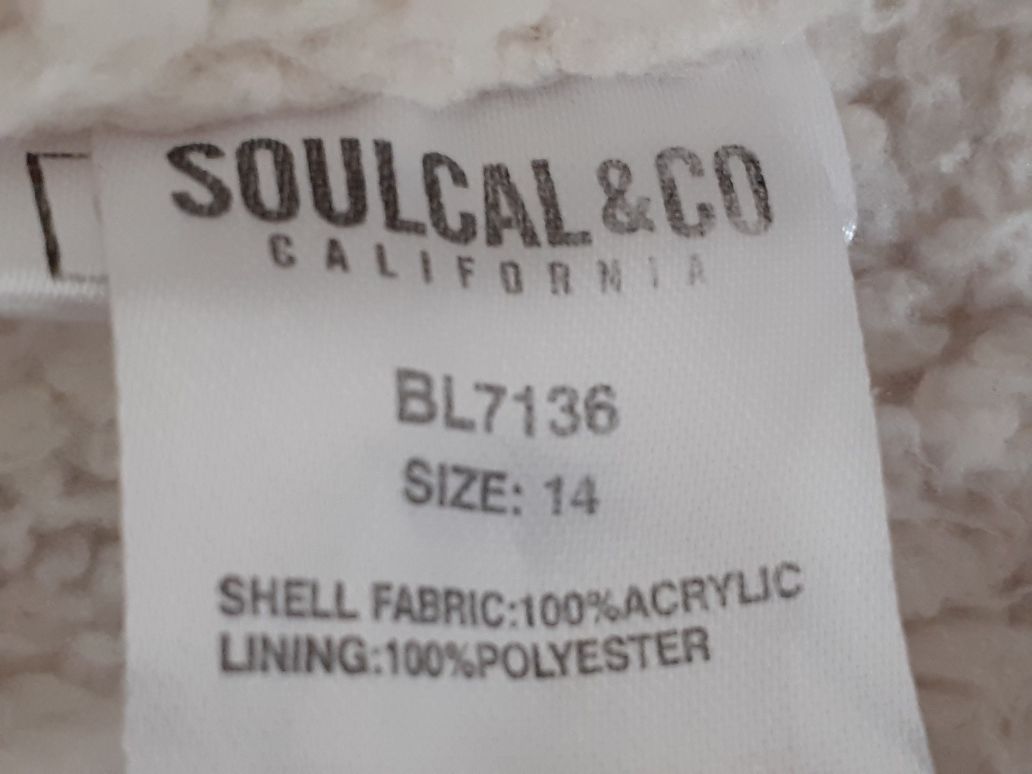 SOULCAL&CO
CALIFORNIA
BL7136
SIZE: 14
SHELL FABRIC:100%ACRYLIC
LINING:100%POLYESTER